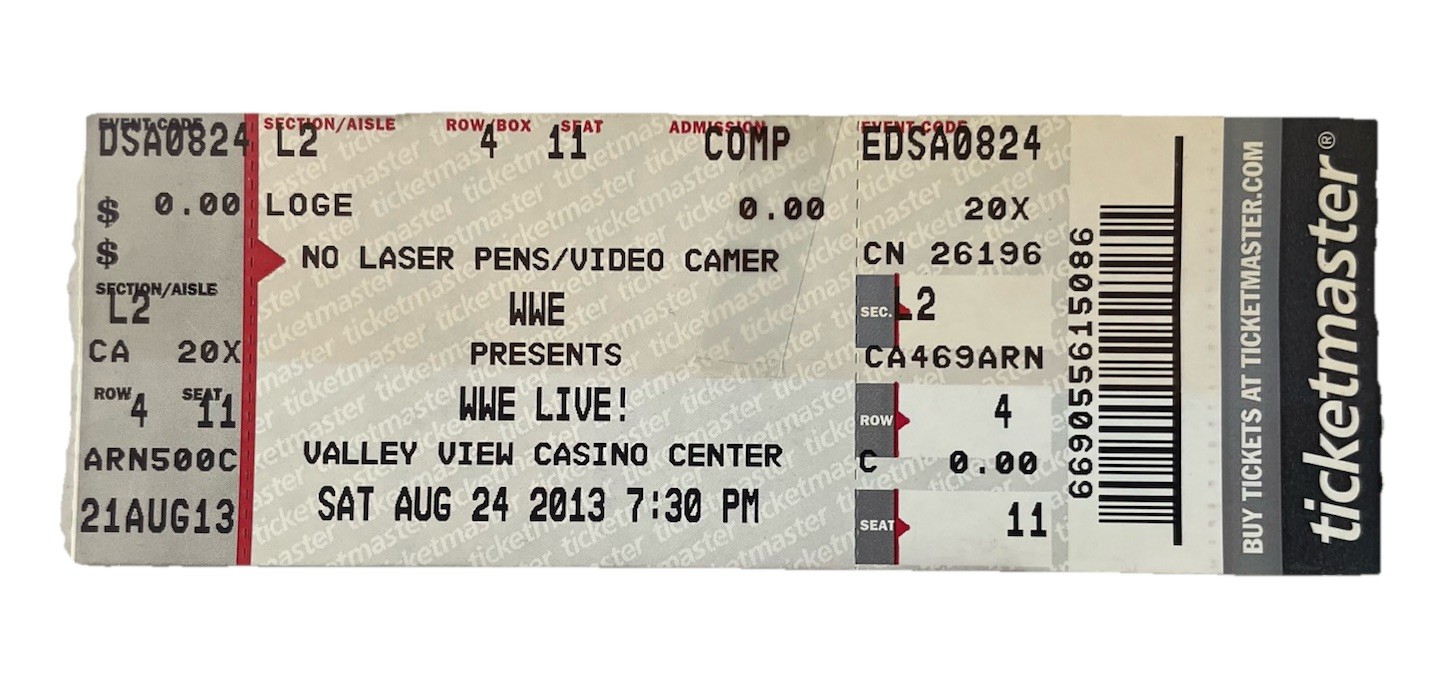 EVENT CODE
DSA0824
$ 0.00
$
SECTION/AISLE
L2
CA 20X
ROW SEAT
4 11
ARN500C
21AUG13
SECTION/AISLE ROW/BOX SEAT ADMISSION
L2 4 11 COMP
LOGE 0.00
NO LASER PENS/VIDEO CAMER
WWE
PRESENTS
WWE LIVE!
VALLEY VIEW CASINO CENTER
SAT AUG 24 2013 7:30 PM
EVENT CODE
EDSA0824
20X
CN 26196
SEC. L2
CA469ARN
ROW 4
C 0.00
SEAT 11
669055615086
BUY TICKETS AT TICKETMASTER.COM
ticketmaster®